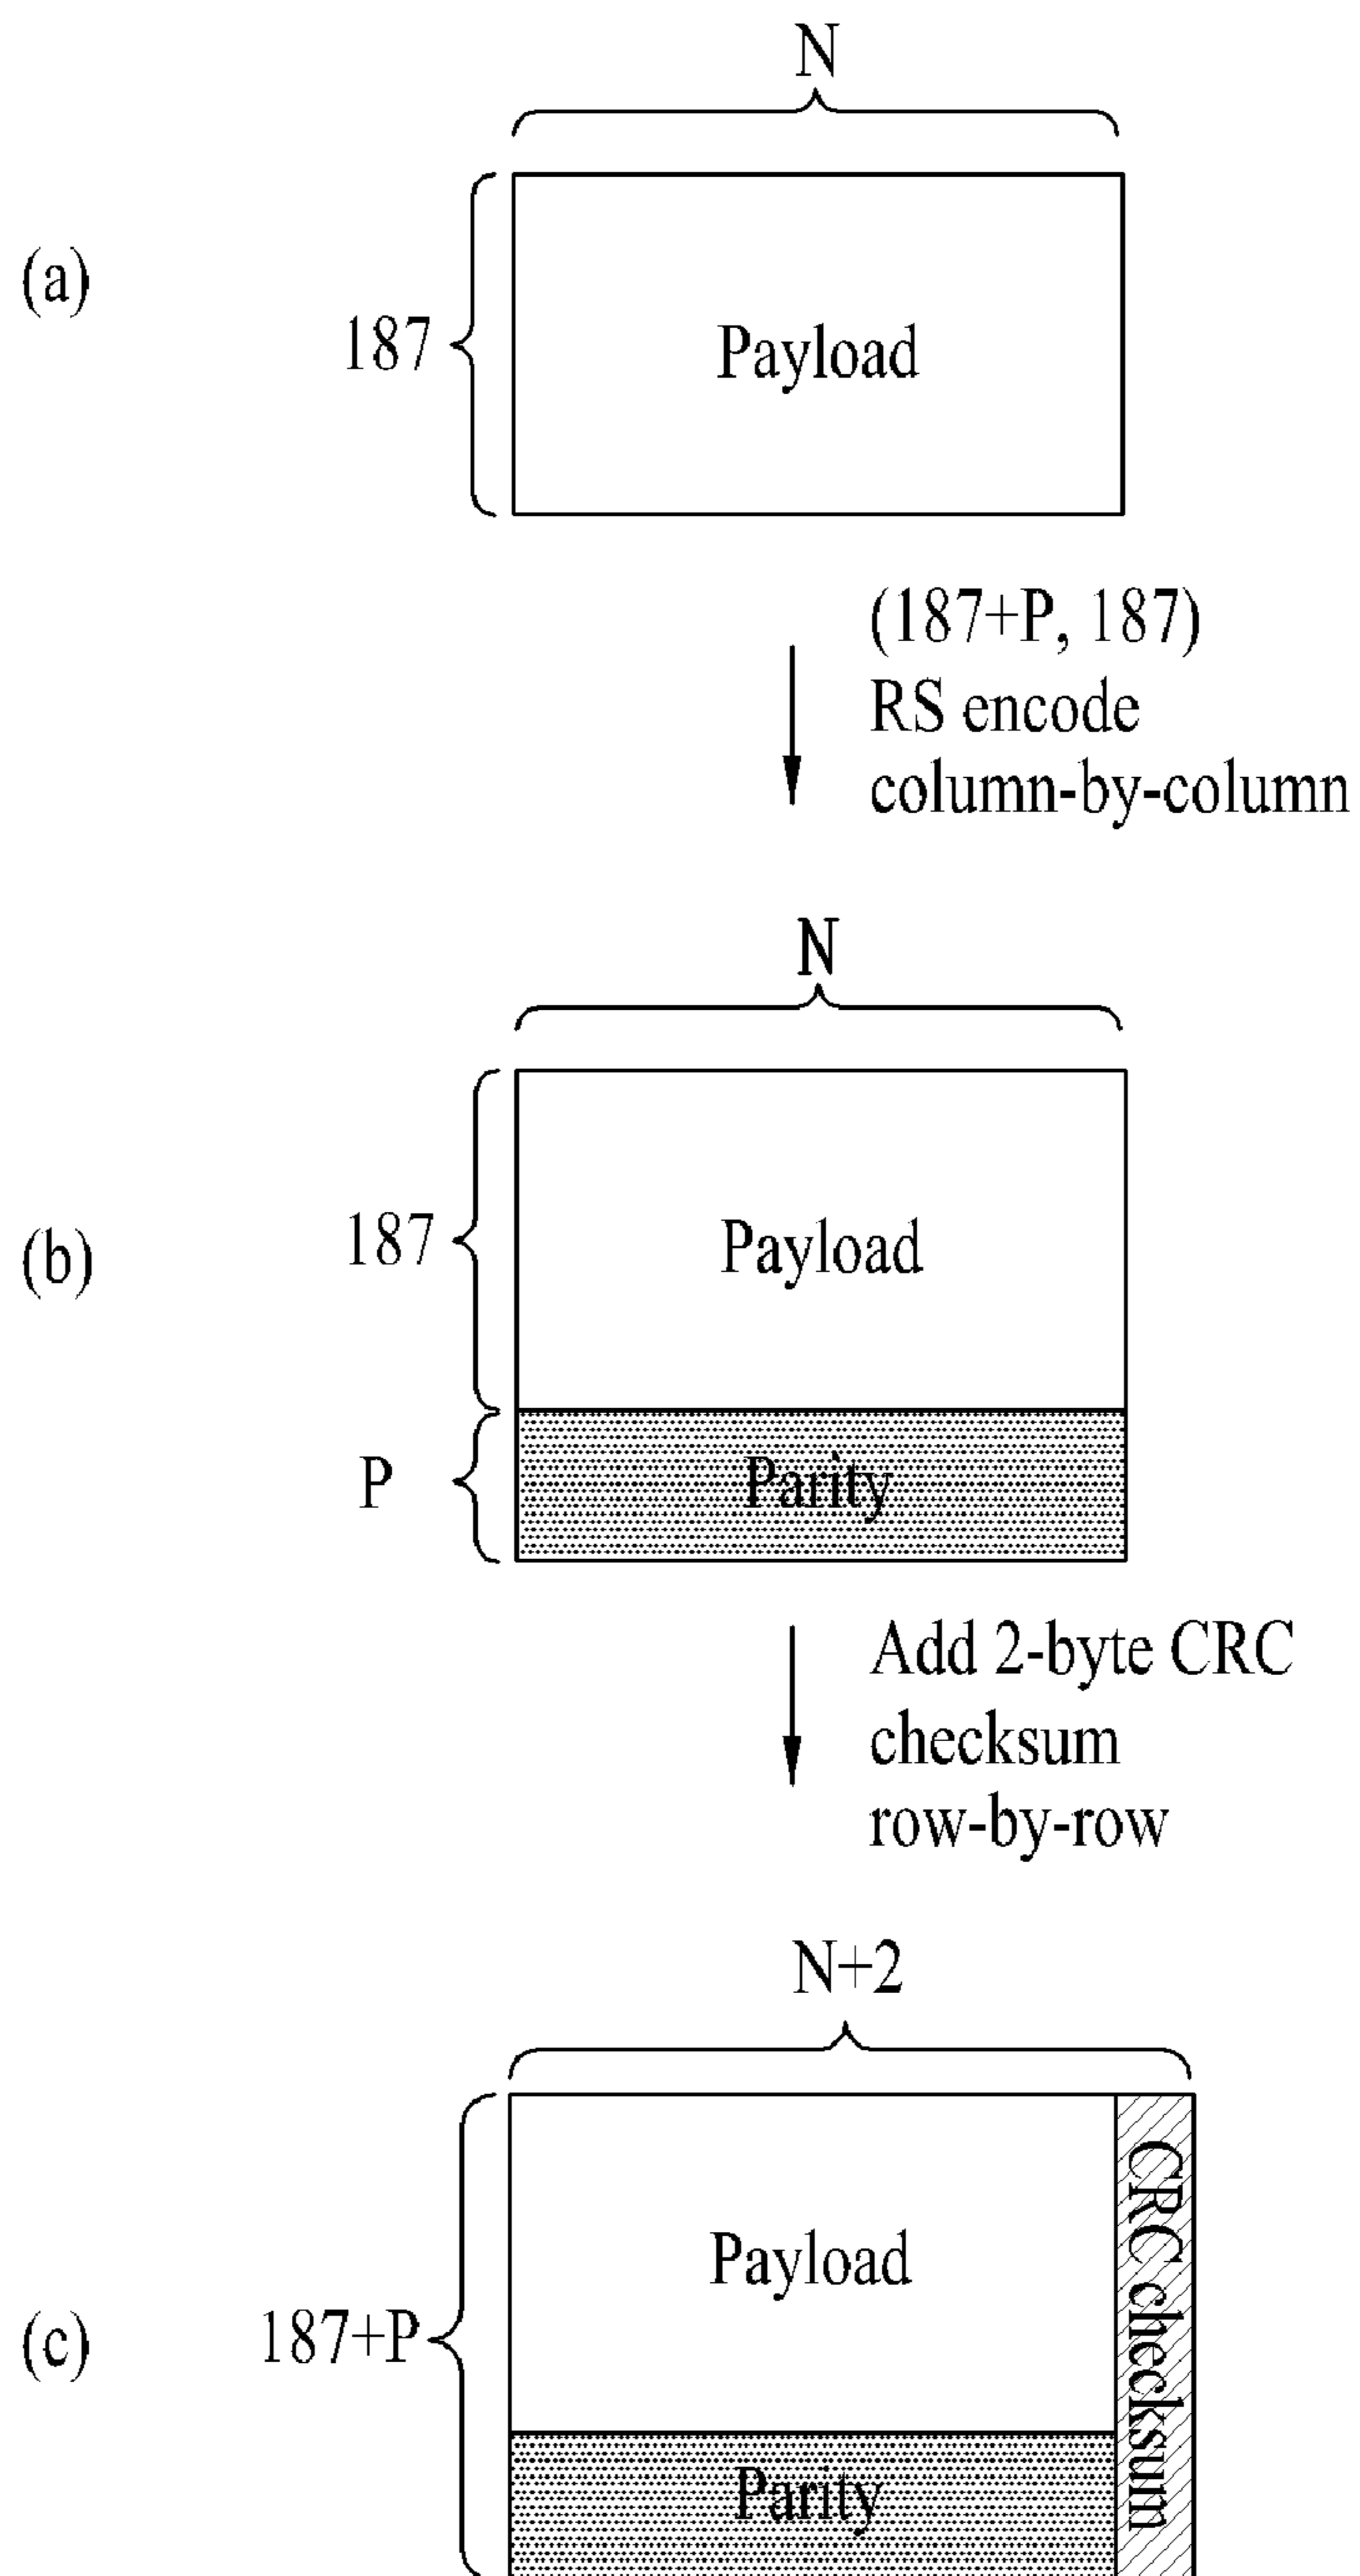 N
(a)
187
Payload
(187+P, 187)
RS encode
column-by-column
N
187
Payload
(b)
P
Parity
Add 2-byte CRC
checksum
row-by-row
N+2
Payload
CRC checksum
(c)
187+P
Parity